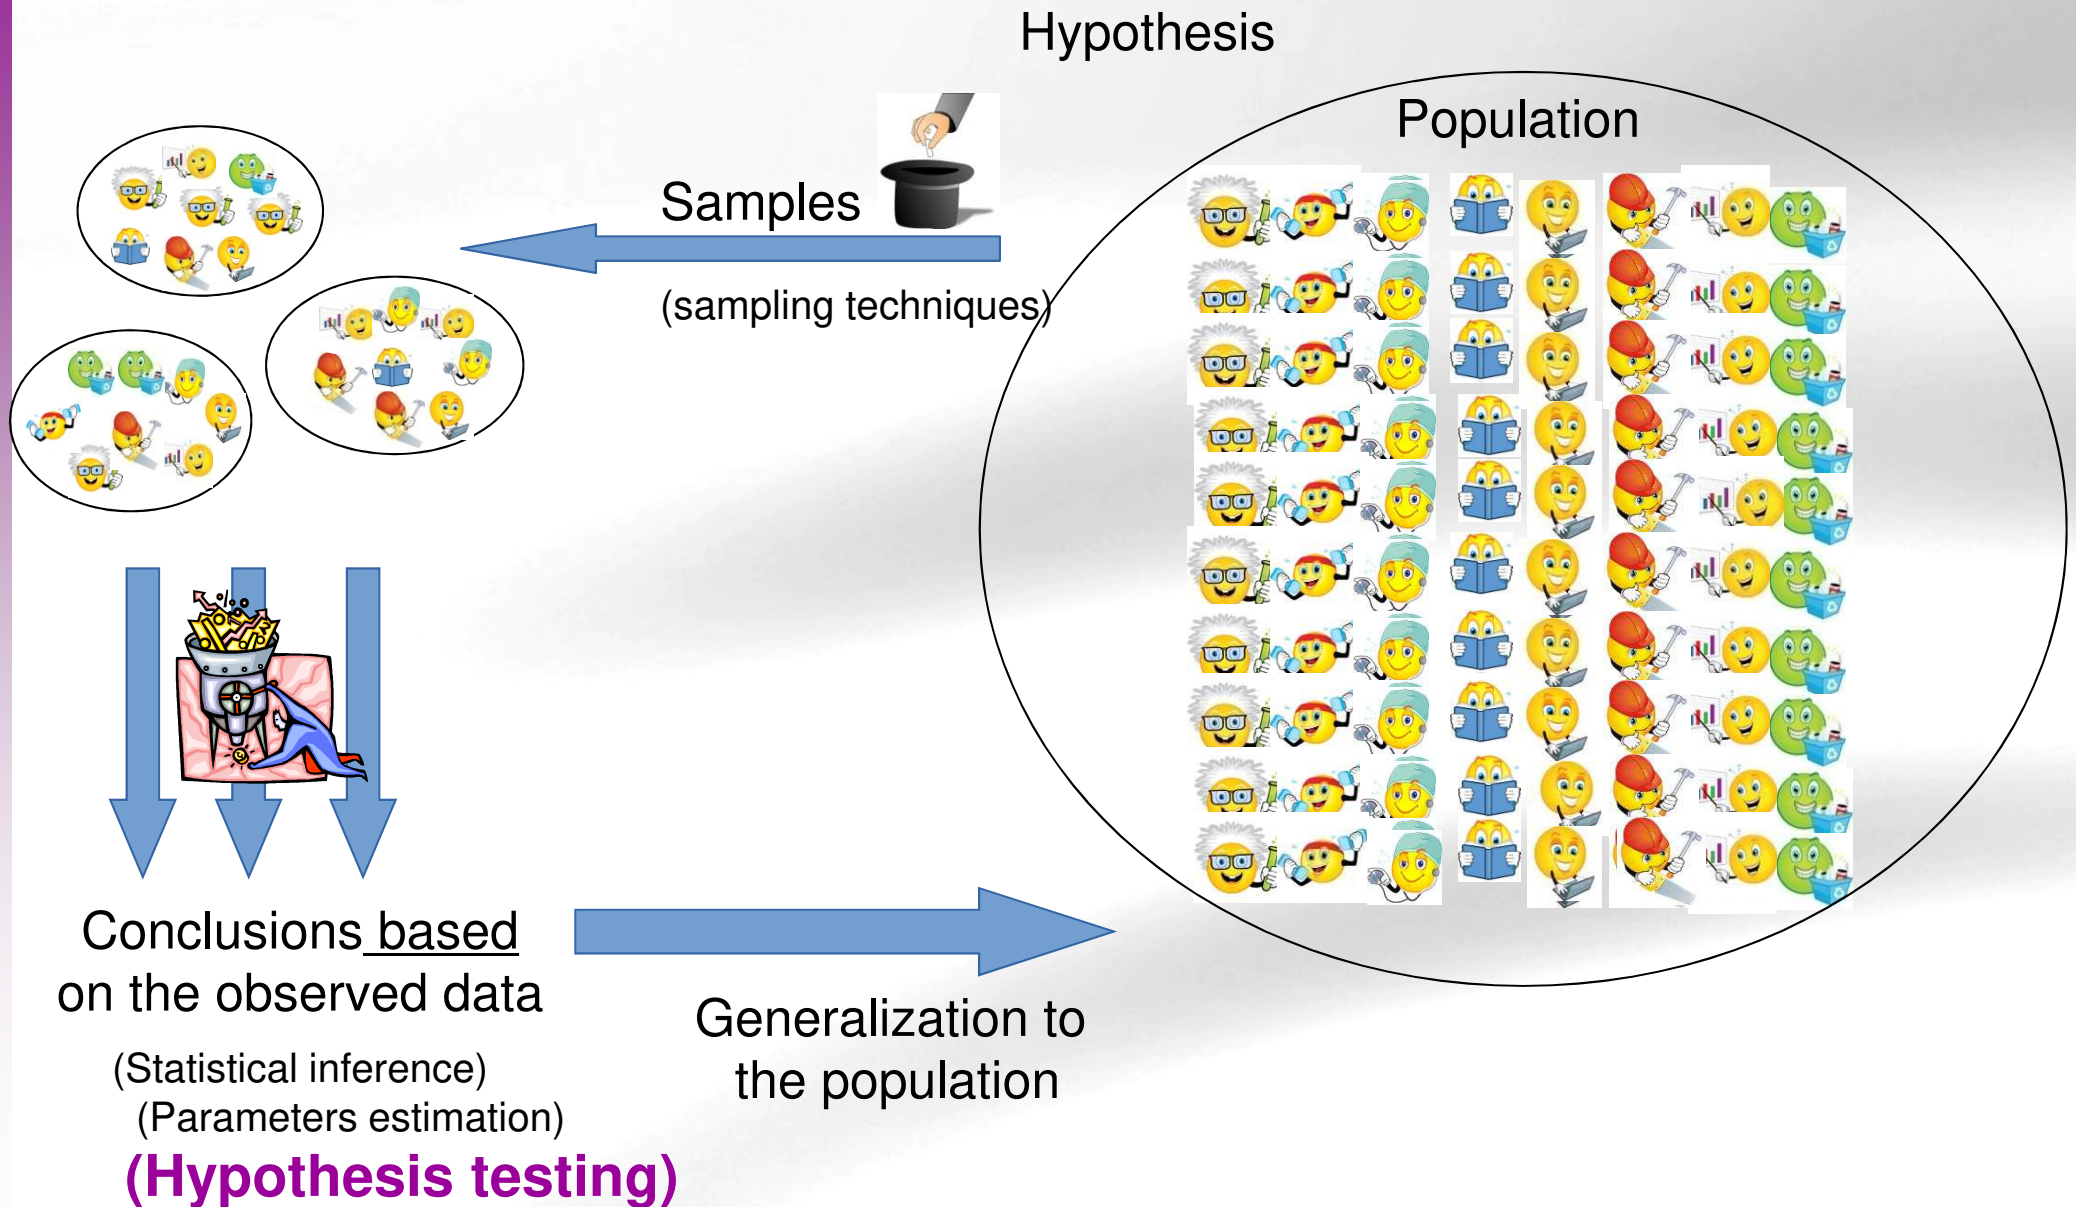 Hypothesis
Population
Samples
(sampling techniques)
Conclusions based
on the observed data
(Statistical inference)
(Parameters estimation)
(Hypothesis testing)
Generalization to
the population